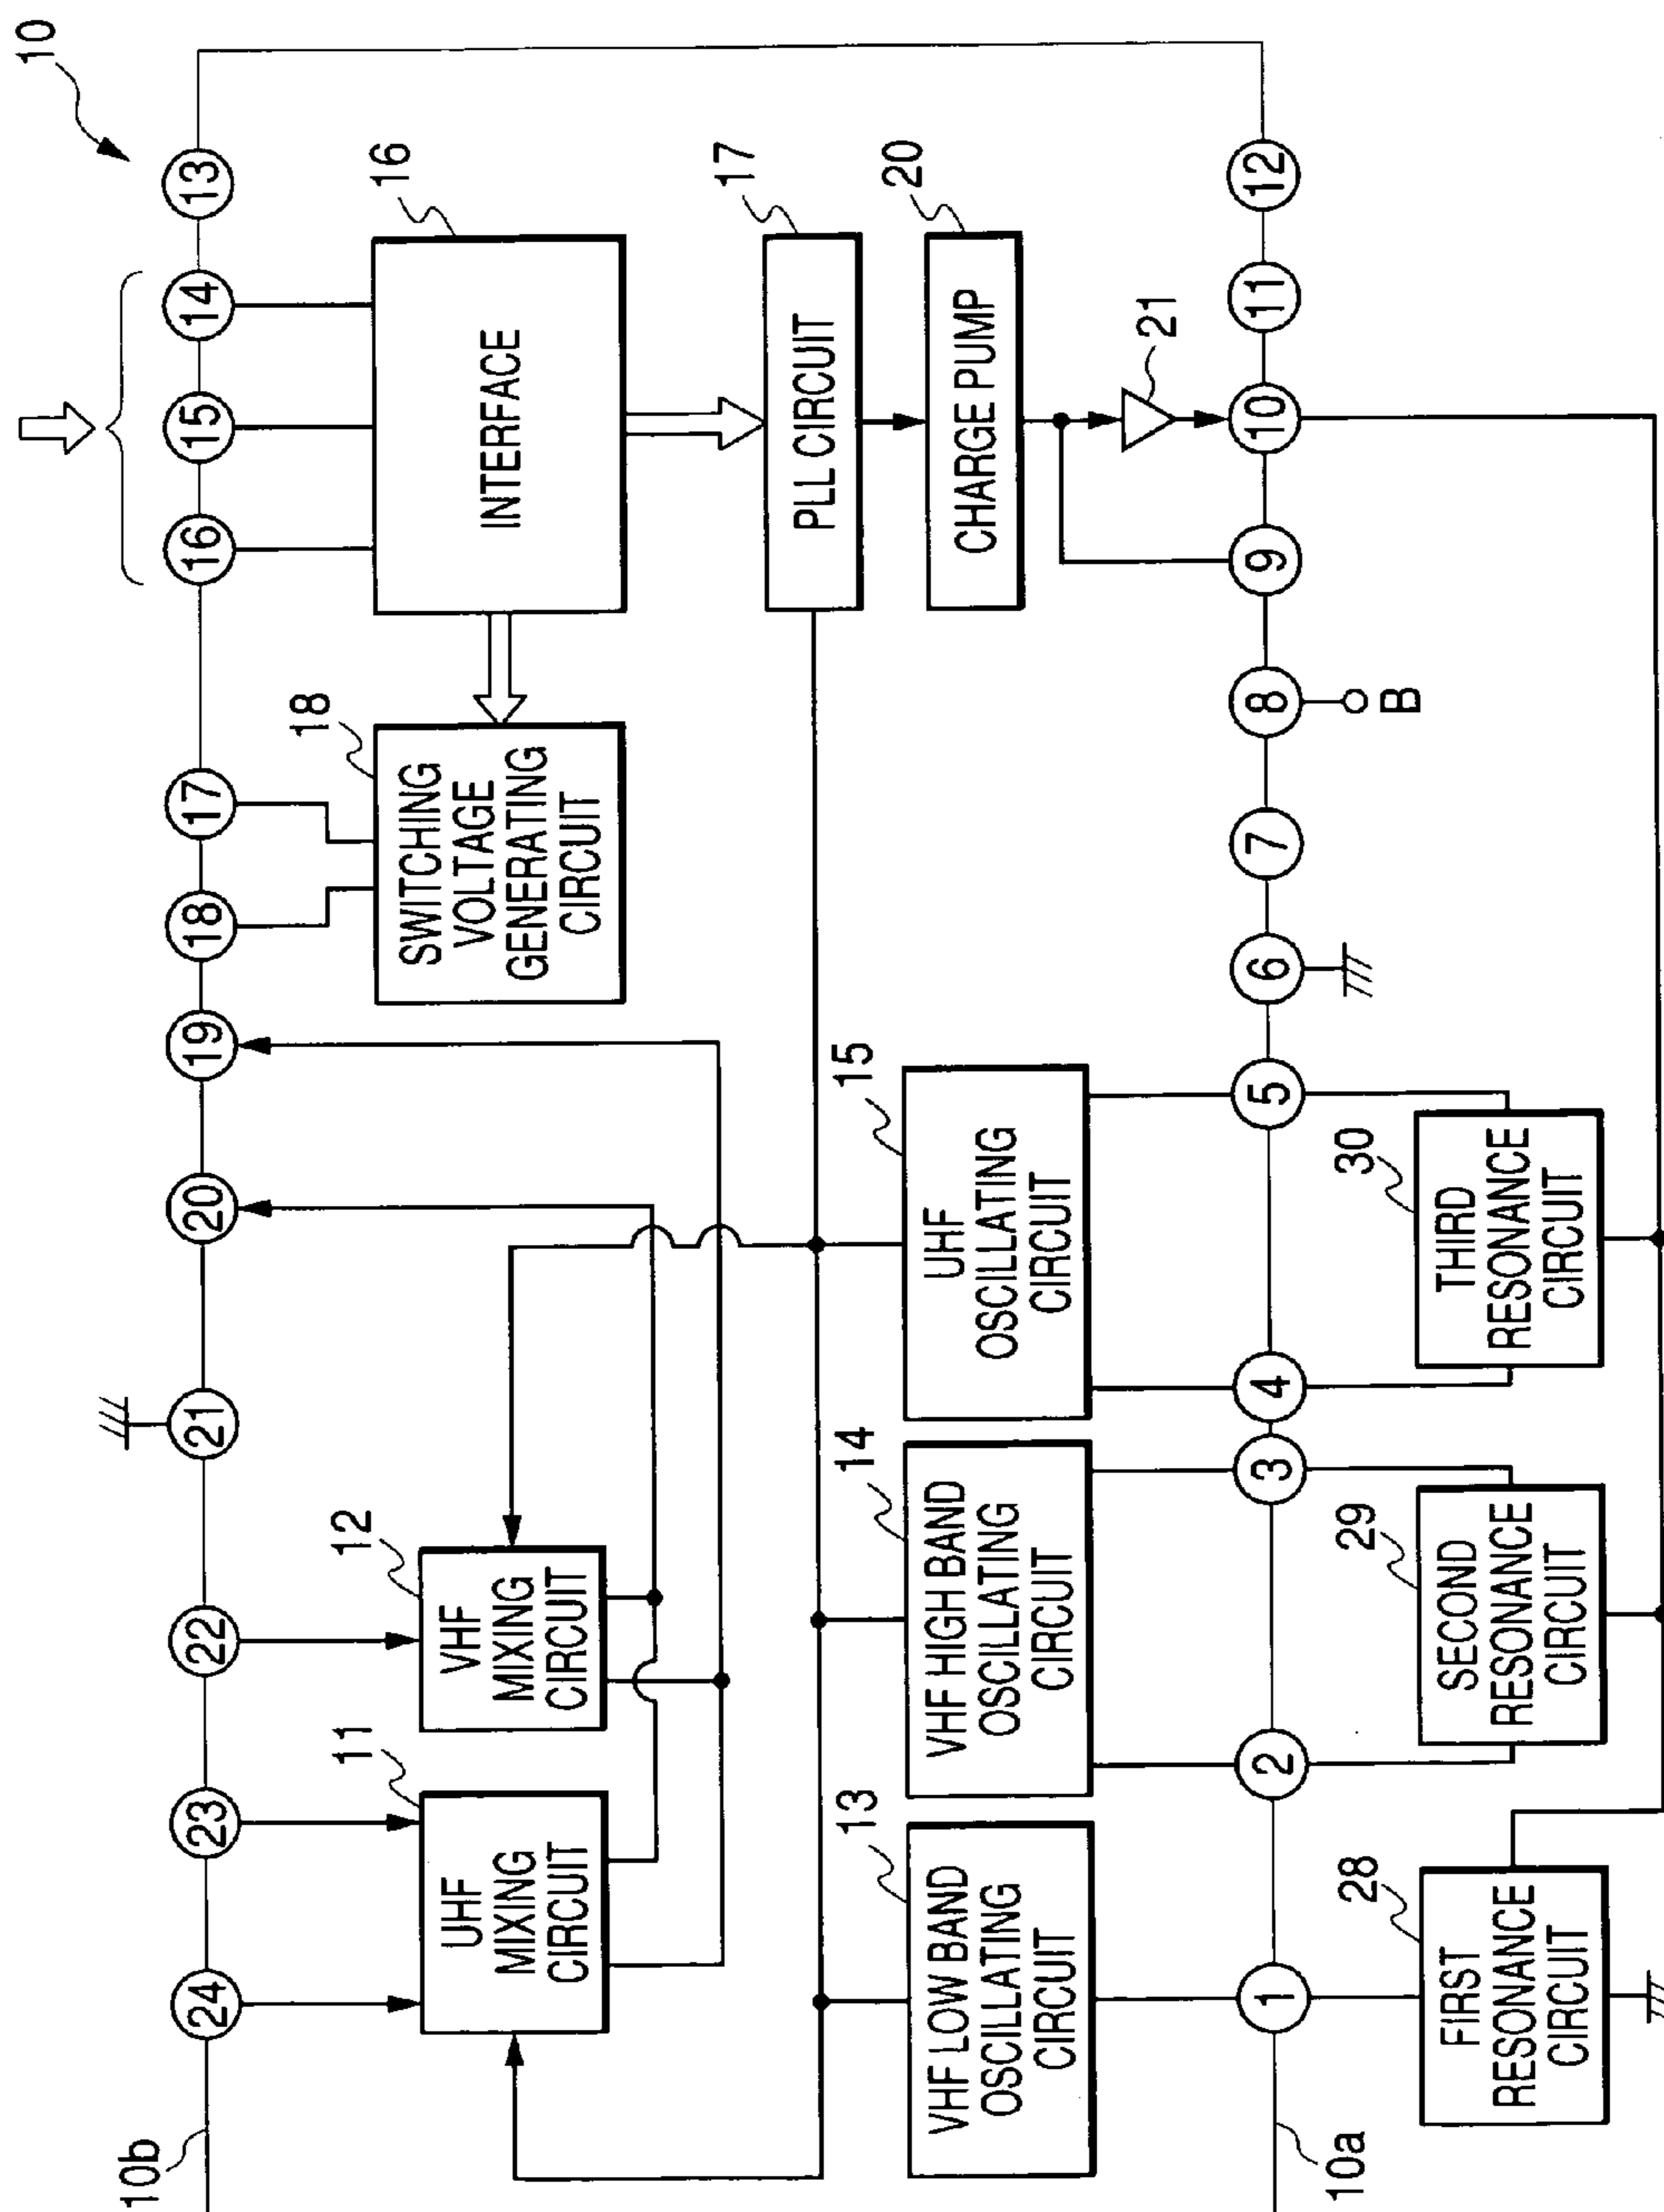 10
10b
24
23
22
21
20
19
18
17
16
15
14
13
11
UHF
MIXING
CIRCUIT
12
VHF
MIXING
CIRCUIT
18
SWITCHING
VOLTAGE
GENERATING
CIRCUIT
16
INTERFACE
17
PLL CIRCUIT
20
CHARGE PUMP
21
13
VHF LOW BAND
OSCILLATING
CIRCUIT
14
VHF HIGH BAND
OSCILLATING
CIRCUIT
15
UHF
OSCILLATING
CIRCUIT
10a
1
2
3
4
5
6
7
8
9
10
11
12
B
28
FIRST
RESONANCE
CIRCUIT
29
SECOND
RESONANCE
CIRCUIT
30
THIRD
RESONANCE
CIRCUIT